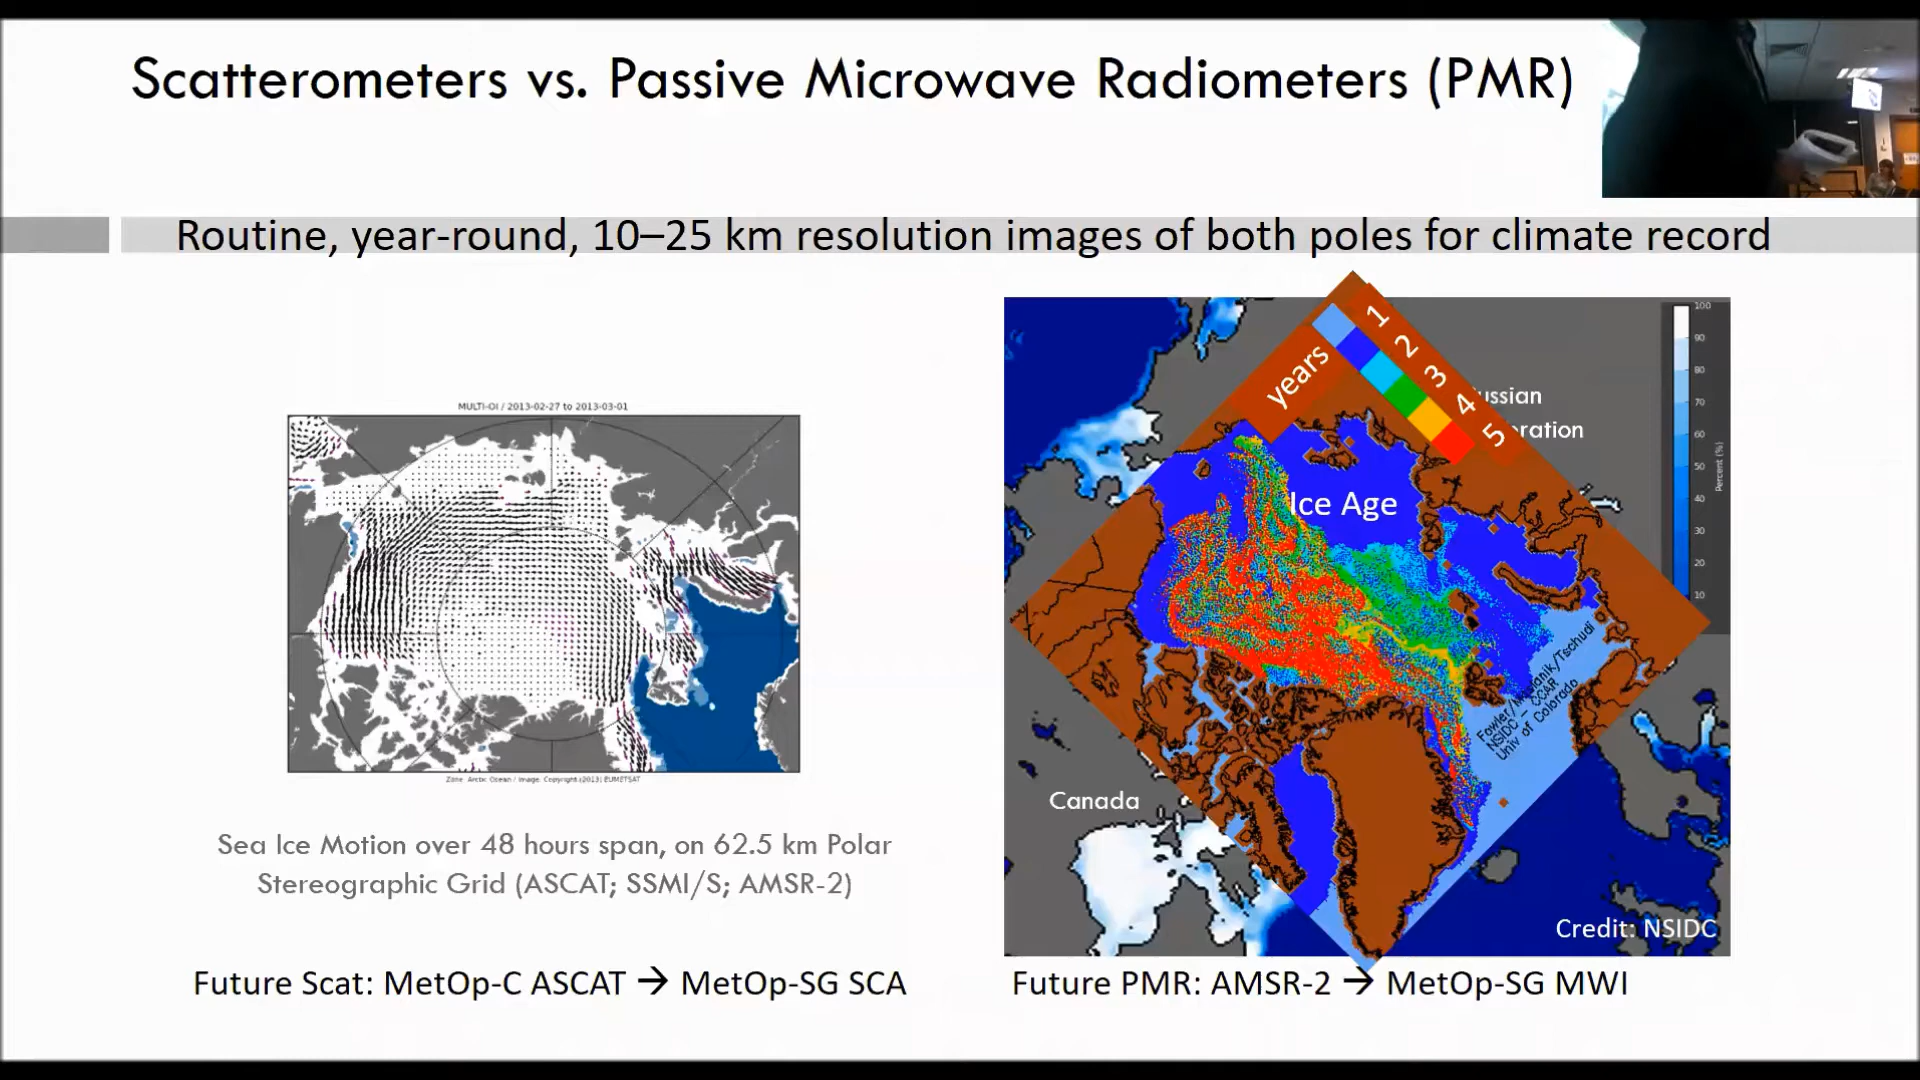 Scatterometers vs. Passive Microwave Radiometers (PMR)
Routine, year-round, 10–25 km resolution images of both poles for climate record
MULTI-OI / 2013-02-27 to 2013-03-01
Zone: Arctic Ocean / Image: Copyright (2013) EUMETSAT
Sea Ice Motion over 48 hours span, on 62.5 km Polar
Stereographic Grid (ASCAT; SSMI/S; AMSR-2)
Future Scat: MetOp-C ASCAT → MetOp-SG SCA
years
1
2
3
4
5
ussian
eration
Ice Age
100
90
80
70
60
50
40
30
20
10
Percent (%)
NSIDC – CCAR
Univ of Colorado
Canada
Credit: NSIDC
Future PMR: AMSR-2 → MetOp-SG MWI